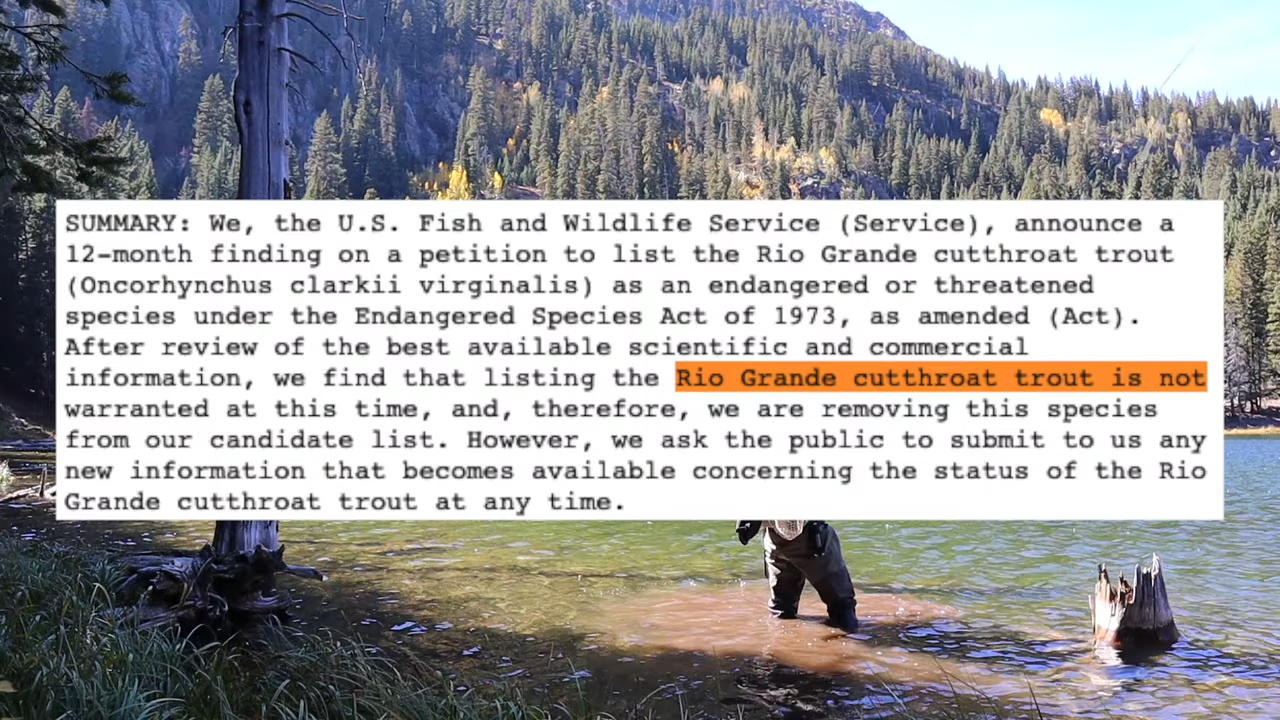 SUMMARY: We, the U.S. Fish and Wildlife Service (Service), announce a
12-month finding on a petition to list the Rio Grande cutthroat trout
(Oncorhynchus clarkii virginalis) as an endangered or threatened
species under the Endangered Species Act of 1973, as amended (Act).
After review of the best available scientific and commercial
information, we find that listing the Rio Grande cutthroat trout is not
warranted at this time, and, therefore, we are removing this species
from our candidate list. However, we ask the public to submit to us any
new information that becomes available concerning the status of the Rio
Grande cutthroat trout at any time.